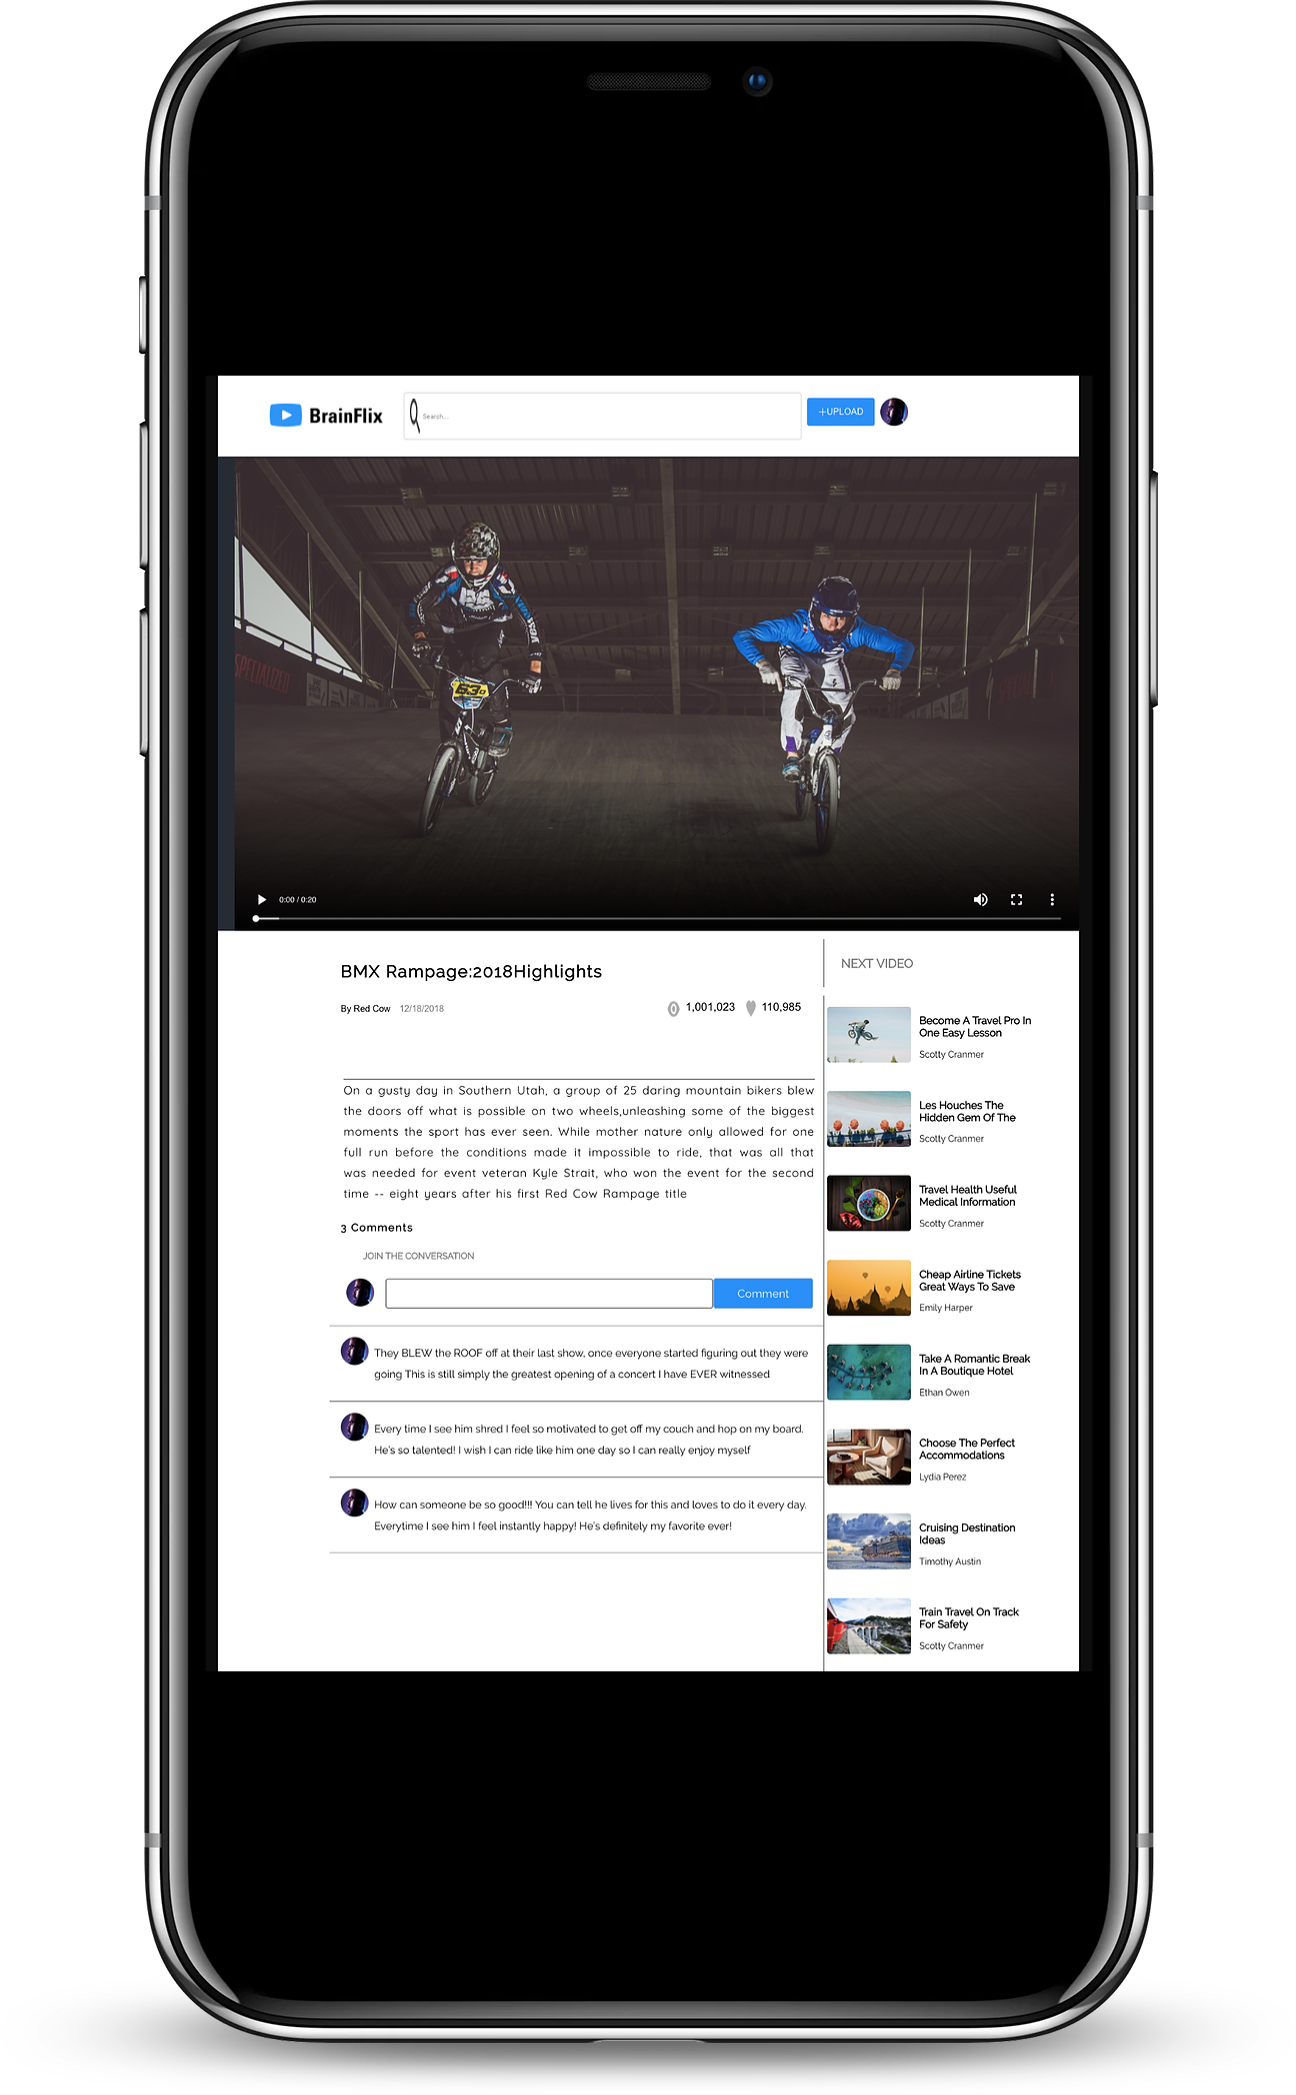 BrainFlix
Search...
+UPLOAD
SPECIALIZED
0:00 / 0:20
BMX Rampage:2018Highlights
By Red Cow 12/18/2018
1,001,023 110,985
On a gusty day in Southern Utah, a group of 25 daring mountain bikers blew
the doors off what is possible on two wheels,unleashing some of the biggest
moments the sport has ever seen. While mother nature only allowed for one
full run before the conditions made it impossible to ride, that was all that
was needed for event veteran Kyle Strait, who won the event for the second
time -- eight years after his first Red Cow Rampage title
3 Comments
JOIN THE CONVERSATION
Comment
They BLEW the ROOF off at their last show, once everyone started figuring out they were
going This is still simply the greatest opening of a concert I have EVER witnessed
Every time I see him shred I feel so motivated to get off my couch and hop on my board.
He's so talented! I wish I can ride like him one day so I can really enjoy myself
How can someone be so good!!! You can tell he lives for this and loves to do it every day.
Everytime I see him I feel instantly happy! He's definitely my favorite ever!
NEXT VIDEO
Become A Travel Pro In
One Easy Lesson
Scotty Cranmer
Les Houches The
Hidden Gem Of The
Scotty Cranmer
Travel Health Useful
Medical Information
Scotty Cranmer
Cheap Airline Tickets
Great Ways To Save
Emily Harper
Take A Romantic Break
In A Boutique Hotel
Ethan Owen
Choose The Perfect
Accommodations
Lydia Perez
Cruising Destination
Ideas
Timothy Austin
Train Travel On Track
For Safety
Scotty Cranmer